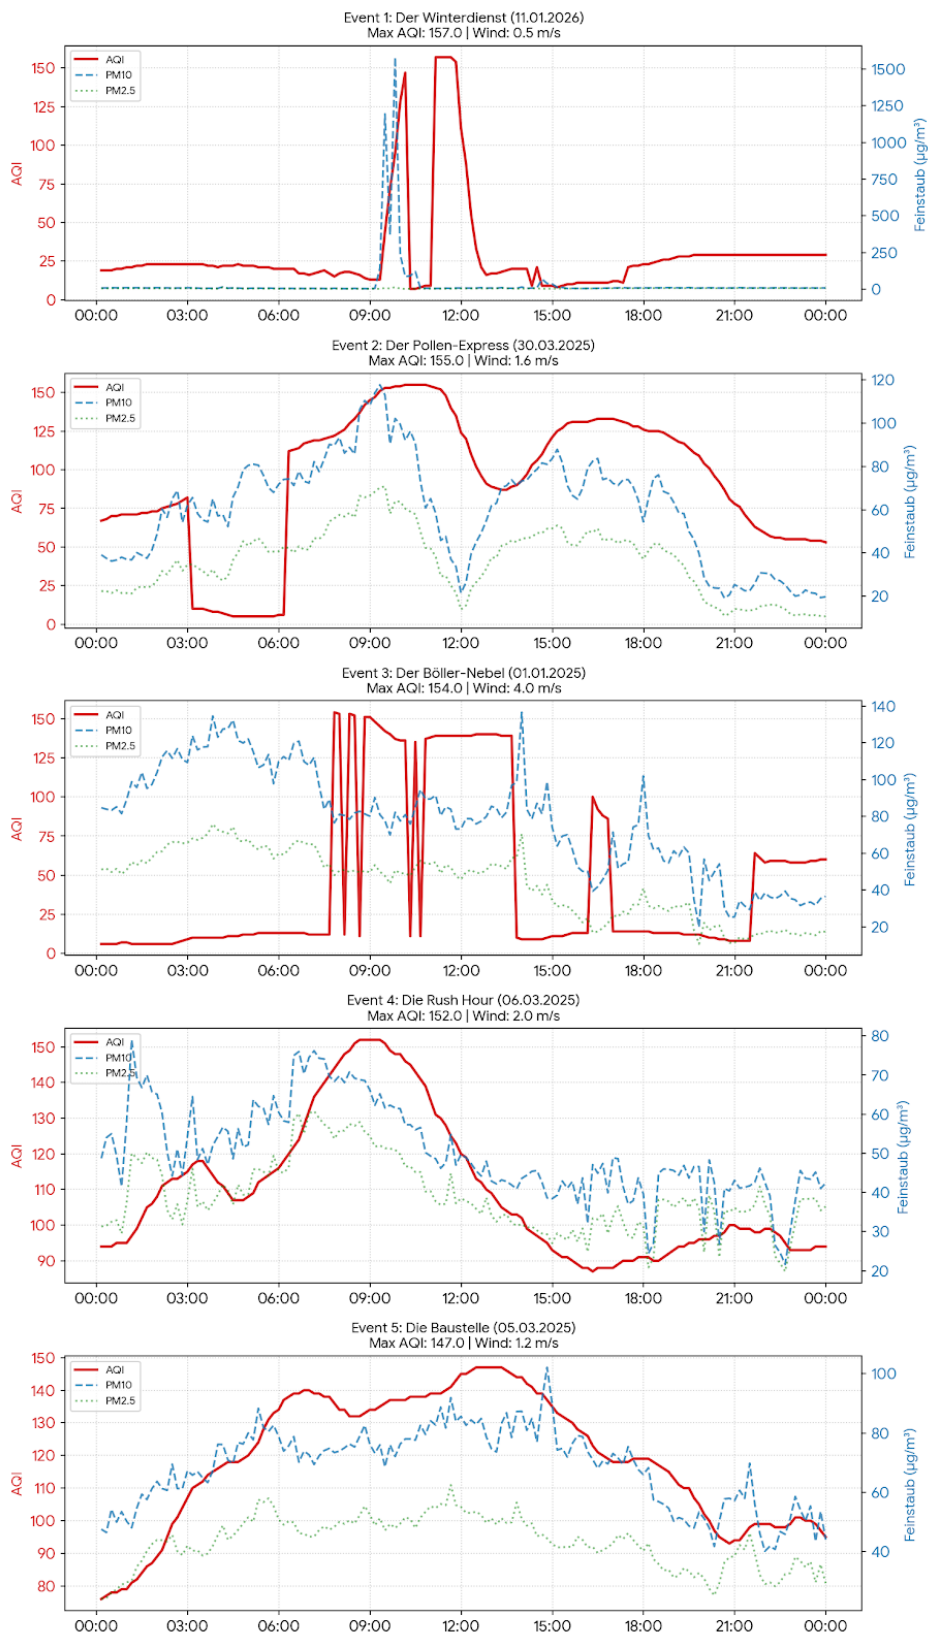 Event 1: Der Winterdienst (11.01.2026)
Max AQI: 157.0 | Wind: 0.5 m/s
AQI
PM10
PM2.5
AQI
150
125
100
75
50
25
0
Feinstaub (µg/m³)
1500
1250
1000
750
500
250
0
00:00 03:00 06:00 09:00 12:00 15:00 18:00 21:00 00:00
Event 2: Der Pollen-Express (30.03.2025)
Max AQI: 155.0 | Wind: 1.6 m/s
AQI
PM10
PM2.5
AQI
150
125
100
75
50
25
0
Feinstaub (µg/m³)
120
100
80
60
40
20
00:00 03:00 06:00 09:00 12:00 15:00 18:00 21:00 00:00
Event 3: Der Böller-Nebel (01.01.2025)
Max AQI: 154.0 | Wind: 4.0 m/s
AQI
PM10
PM2.5
AQI
150
125
100
75
50
25
0
Feinstaub (µg/m³)
140
120
100
80
60
40
20
00:00 03:00 06:00 09:00 12:00 15:00 18:00 21:00 00:00
Event 4: Die Rush Hour (06.03.2025)
Max AQI: 152.0 | Wind: 2.0 m/s
AQI
PM10
PM2.5
AQI
150
140
130
120
110
100
90
Feinstaub (µg/m³)
80
70
60
50
40
30
20
00:00 03:00 06:00 09:00 12:00 15:00 18:00 21:00 00:00
Event 5: Die Baustelle (05.03.2025)
Max AQI: 147.0 | Wind: 1.2 m/s
AQI
PM10
PM2.5
AQI
150
140
130
120
110
100
90
80
Feinstaub (µg/m³)
100
80
60
40
00:00 03:00 06:00 09:00 12:00 15:00 18:00 21:00 00:00